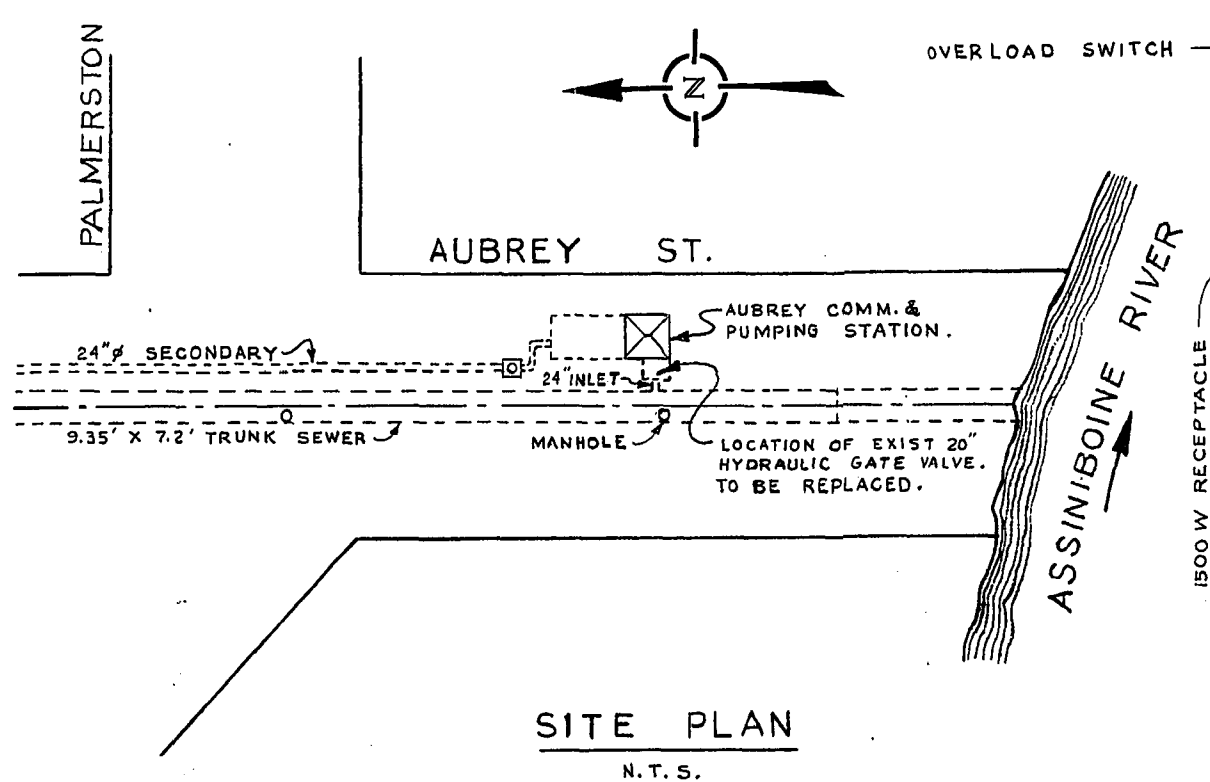 PALMERSTON
N
OVERLOAD SWITCH
AUBREY ST.
ASSINIBOINE RIVER
1500 W RECEPTACLE
AUBREY COMM. &
PUMPING STATION.
24"ø SECONDARY
24" INLET
9.35' X 7.2' TRUNK SEWER
MANHOLE
LOCATION OF EXIST 20"
HYDRAULIC GATE VALVE.
TO BE REPLACED.
SITE PLAN
N.T.S.